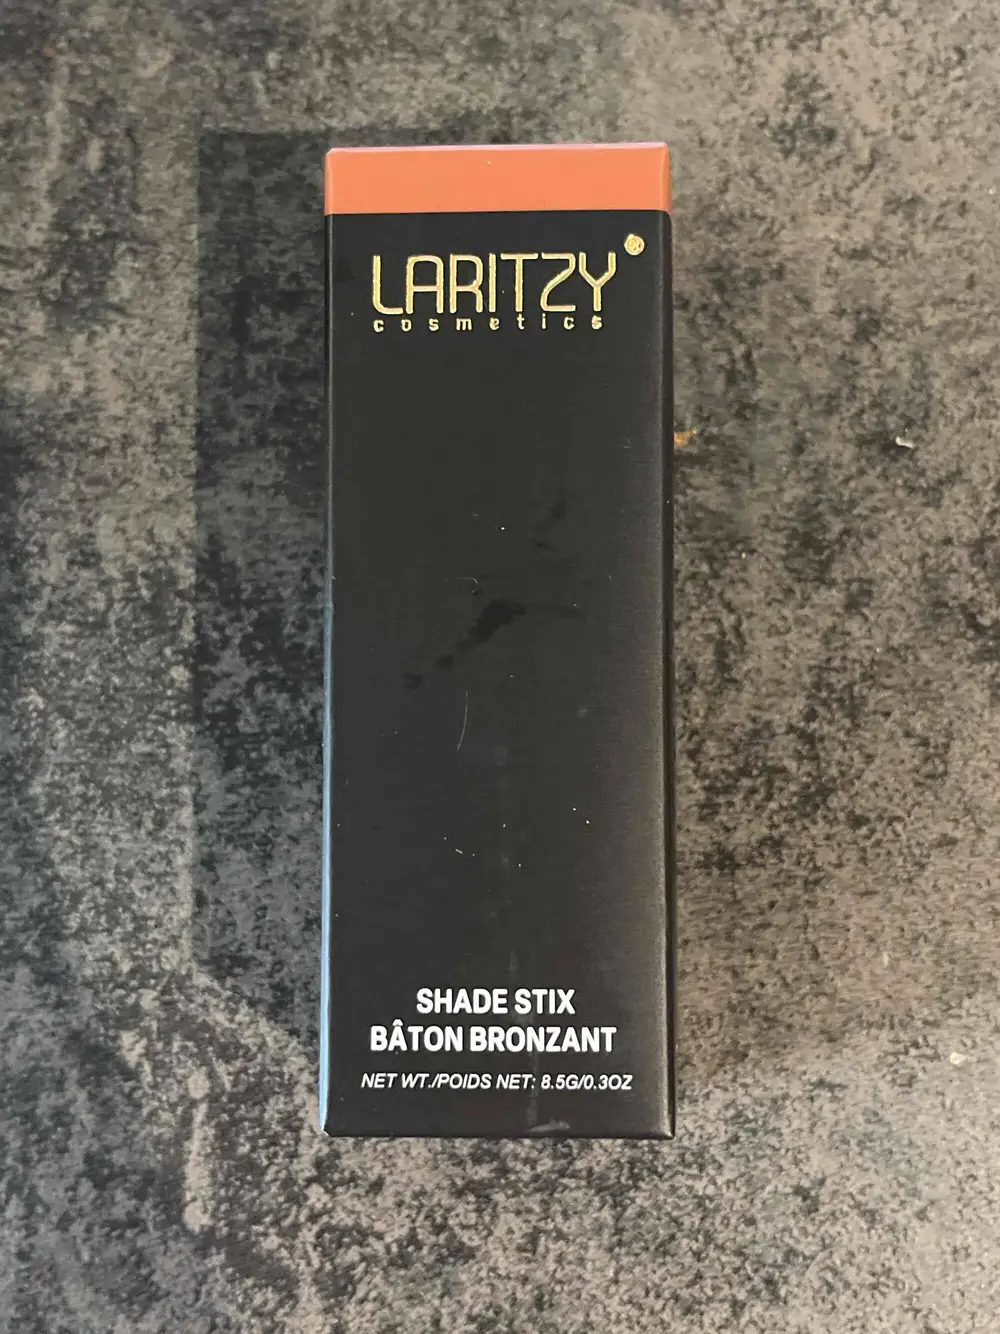 LARITZY®
cosmetics
SHADE STIX
BÂTON BRONZANT
NET WT./POIDS NET: 8.5G/0.3OZ